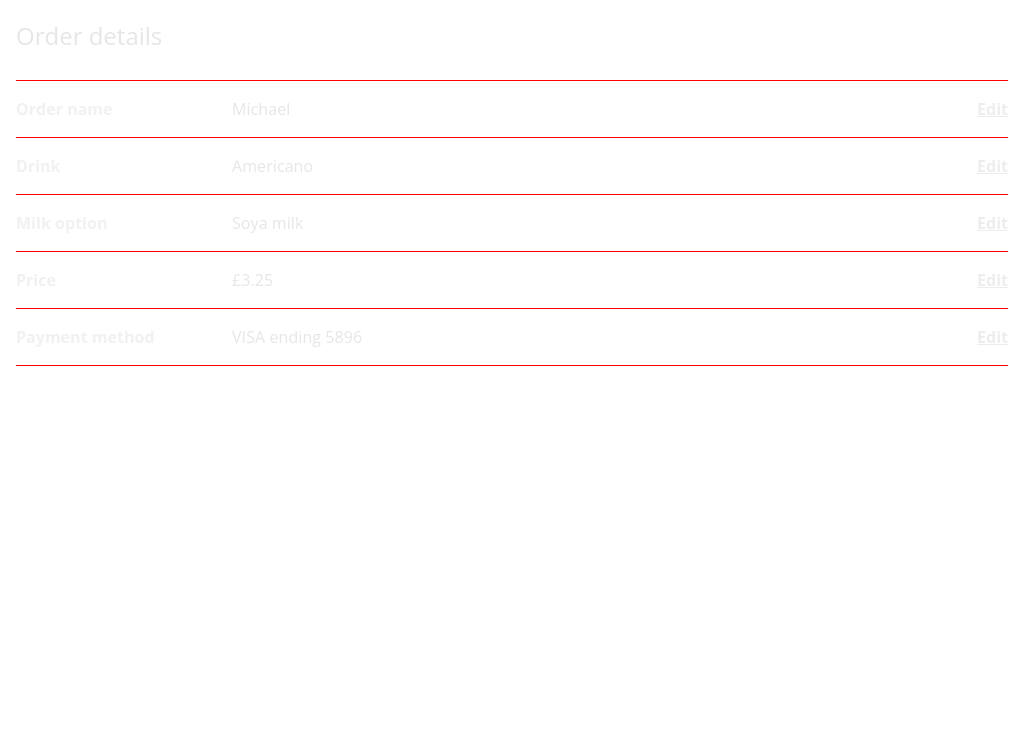 Order details
Order name Michael Edit
Drink Americano Edit
Milk option Soya milk Edit
Price £3.25 Edit
Payment method VISA ending 5896 Edit